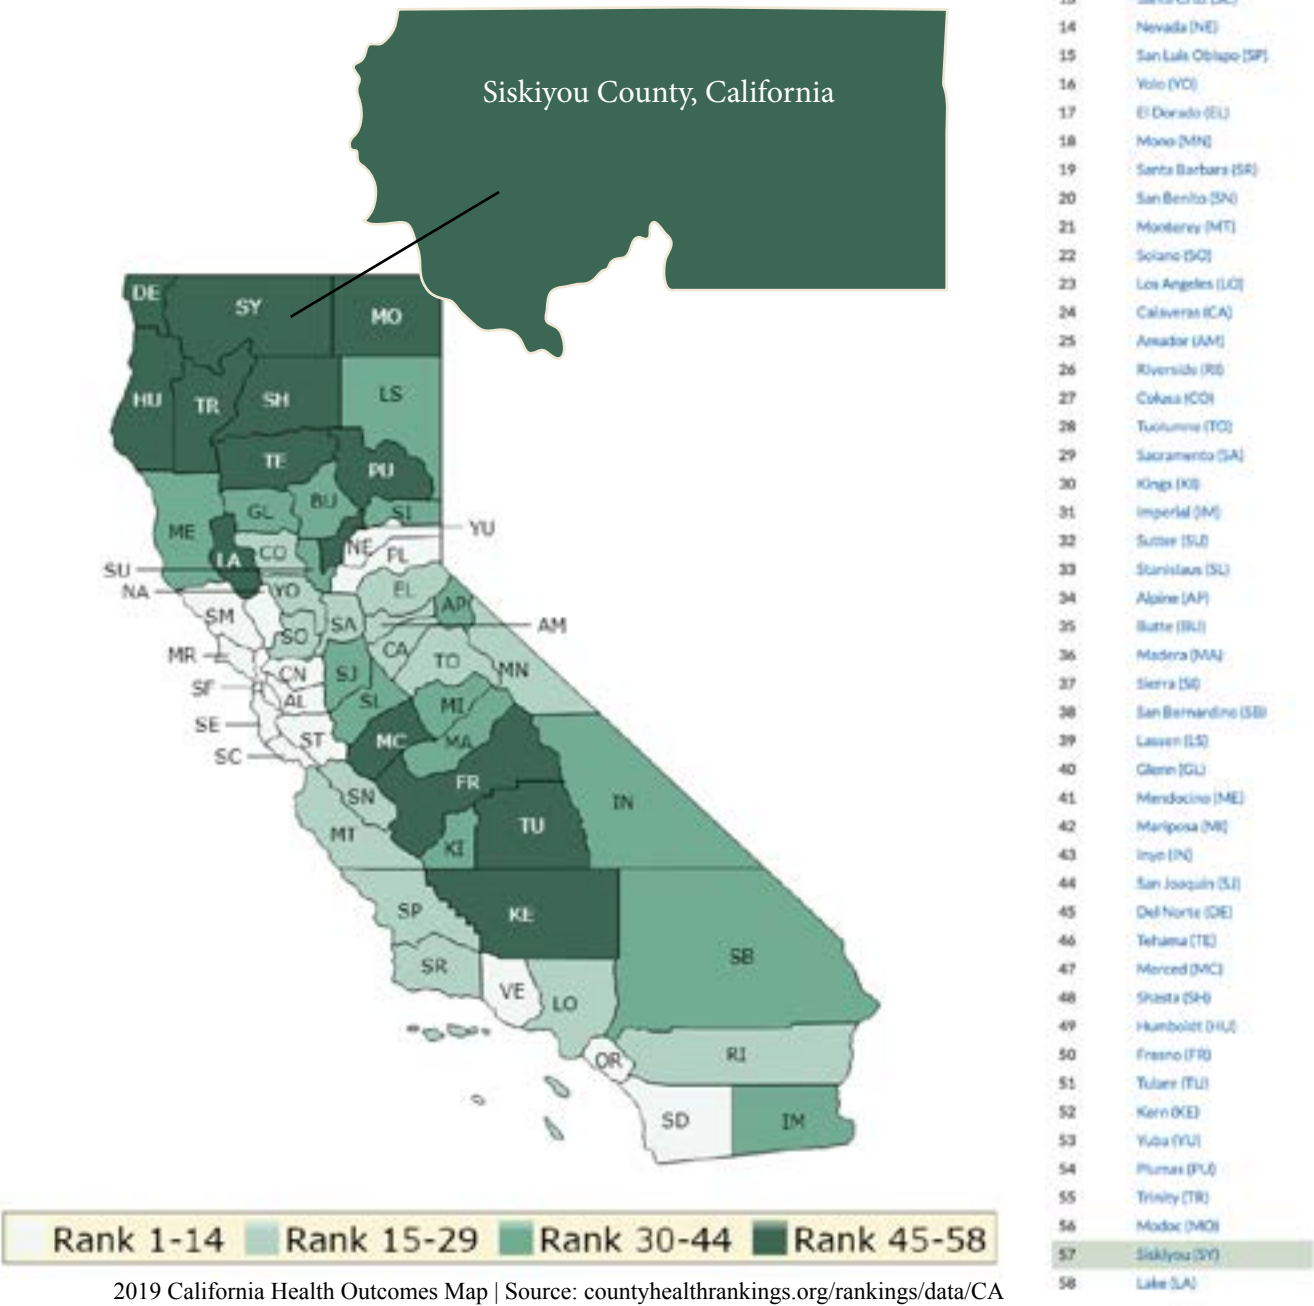 Siskiyou County, California
DE
SY
MO
HU
TR
SH
LS
TE
PU
ME
GL
BU
SI
YU
LA
CO
NE
PL
SU
NA
YO
EL
AP
SM
SO
SA
AM
MR
CA
TO
MN
CN
SJ
SF
AL
SL
MI
SE
ST
MC
MA
SC
FR
SN
IN
MT
KI
TU
SP
KE
SR
SB
VE
LO
OR
RI
SD
IM
Rank 1-14
Rank 15-29
Rank 30-44
Rank 45-58
2019 California Health Outcomes Map | Source: countyhealthrankings.org/rankings/data/CA
14 Nevada (NE)
15 San Luis Obispo (SP)
16 Yolo (YO)
17 El Dorado (EL)
18 Mono (MN)
19 Santa Barbara (SR)
20 San Benito (SN)
21 Monterey (MT)
22 Solano (SO)
23 Los Angeles (LO)
24 Calaveras (CA)
25 Amador (AM)
26 Riverside (RI)
27 Colusa (CO)
28 Tuolumne (TO)
29 Sacramento (SA)
30 Kings (KI)
31 Imperial (IM)
32 Sutter (SU)
33 Stanislaus (SL)
34 Alpine (AP)
35 Butte (BU)
36 Madera (MA)
37 Sierra (SI)
38 San Bernardino (SB)
39 Lassen (LS)
40 Glenn (GL)
41 Mendocino (ME)
42 Mariposa (MI)
43 Inyo (IN)
44 San Joaquin (SJ)
45 Del Norte (DE)
46 Tehama (TE)
47 Merced (MC)
48 Shasta (SH)
49 Humboldt (HU)
50 Fresno (FR)
51 Tulare (TU)
52 Kern (KE)
53 Yuba (YU)
54 Plumas (PU)
55 Trinity (TR)
56 Modoc (MO)
57 Siskiyou (SY)
58 Lake (LA)